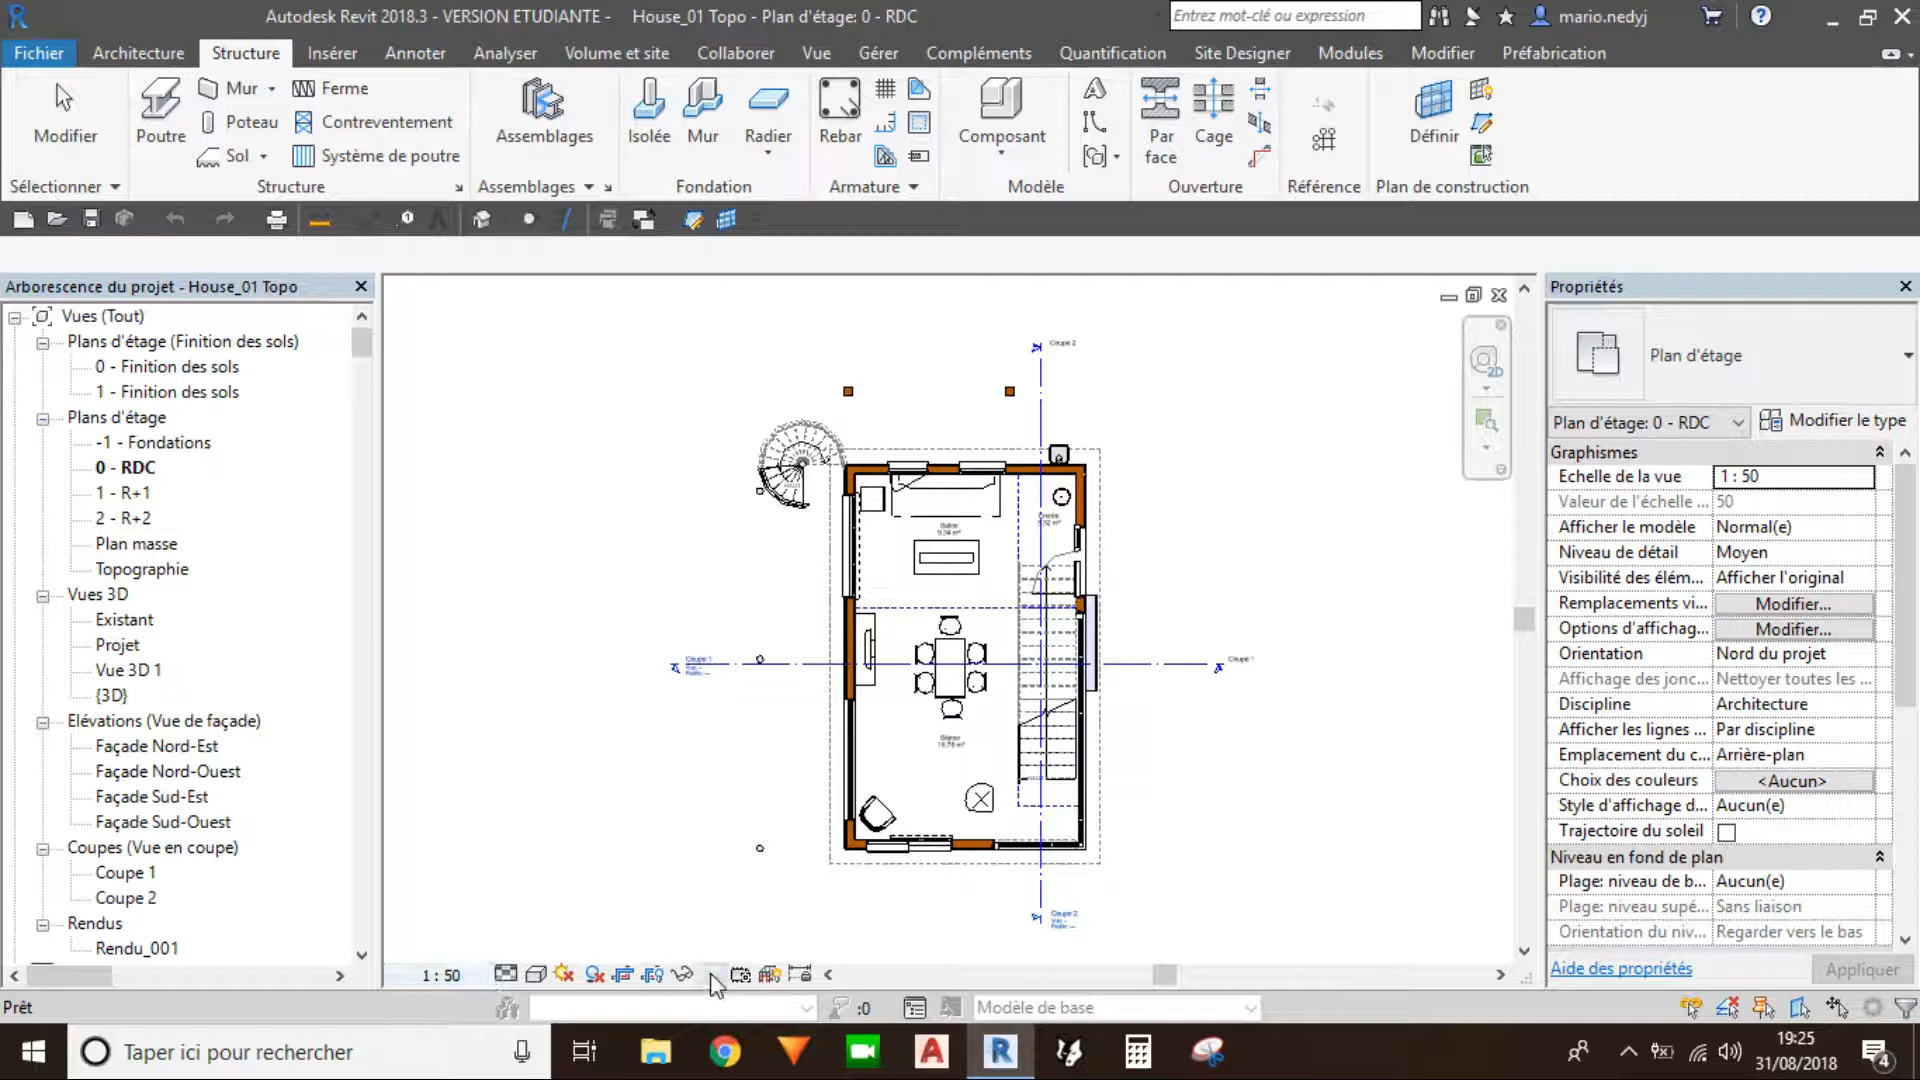 Autodesk Revit 2018.3 - VERSION ETUDIANTE - House_01 Topo - Plan d'étage: 0 - RDC
Entrez mot-clé ou expression
mario.nedyj
Fichier Architecture Structure Insérer Annoter Analyser Volume et site Collaborer Vue Gérer Compléments Quantification Site Designer Modules Modifier Préfabrication
Modifier
Poutre
Mur
Poteau
Sol
Ferme
Contreventement
Système de poutre
Assemblages
Isolée
Mur
Radier
Rebar
Composant
Par
face
Cage
Définir
Sélectionner Structure Assemblages Fondation Armature Modèle Ouverture Référence Plan de construction
Arborescence du projet - House_01 Topo
Vues (Tout)
Plans d'étage (Finition des sols)
0 - Finition des sols
1 - Finition des sols
Plans d'étage
-1 - Fondations
0 - RDC
1 - R+1
2 - R+2
Plan masse
Topographie
Vues 3D
Existant
Projet
Vue 3D 1
{3D}
Elévations (Vue de façade)
Façade Nord-Est
Façade Nord-Ouest
Façade Sud-Est
Façade Sud-Ouest
Coupes (Vue en coupe)
Coupe 1
Coupe 2
Rendus
Rendu_001
Coupe 2
Coupe 1
Coupe 1
Coupe 2
2D
Propriétés
Plan d'étage
Plan d'étage: 0 - RDC
Modifier le type
Graphismes
Echelle de la vue 1 : 50
Valeur de l'échelle ... 50
Afficher le modèle Normal(e)
Niveau de détail Moyen
Visibilité des élém... Afficher l'original
Remplacements vi... Modifier...
Options d'affichag... Modifier...
Orientation Nord du projet
Affichage des jonc... Nettoyer toutes les ...
Discipline Architecture
Afficher les lignes ... Par discipline
Emplacement du c... Arrière-plan
Choix des couleurs <Aucun>
Style d'affichage d... Aucun(e)
Trajectoire du soleil
Niveau en fond de plan
Plage: niveau de b... Aucun(e)
Plage: niveau supé... Sans liaison
Orientation du niv... Regarder vers le bas
Aide des propriétés
Appliquer
1 : 50
Prêt
:0
Modèle de base
Taper ici pour rechercher
19:25
31/08/2018
4